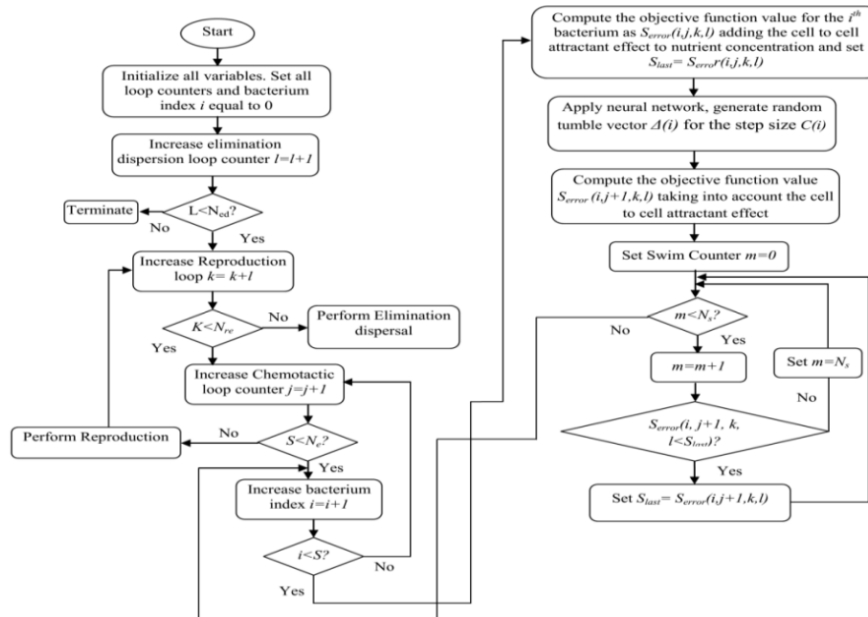 Start
Initialize all variables. Set all
loop counters and bacterium
index i equal to 0
Increase elimination
dispersion loop counter l=l+1
L<Ned?
Terminate
No
Yes
Increase Reproduction
loop k= k+l
K<Nre
No
Perform Elimination
dispersal
Yes
Increase Chemotactic
loop counter j=j+1
S<Nc?
No
Perform Reproduction
Yes
Increase bacterium
index i=i+1
i<S?
No
Yes
Compute the objective function value for the ith
bacterium as Serror(i,j,k,l) adding the cell to cell
attractant effect to nutrient concentration and set
Slast= Serror(i,j,k,l)
Apply neural network, generate random
tumble vector Δ(i) for the step size C(i)
Compute the objective function value
Serror (i,j+1,k,l) taking into account the cell
to cell attractant effect
Set Swim Counter m=0
m<Ns?
No
Yes
m=m+1
Set m=Ns
No
Serror(i, j+1, k,
l<Slast)?
Yes
Set Slast= Serror(i,j+1,k,l)